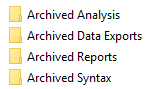 Archived Analysis
Archived Data Exports
Archived Reports
Archived Syntax